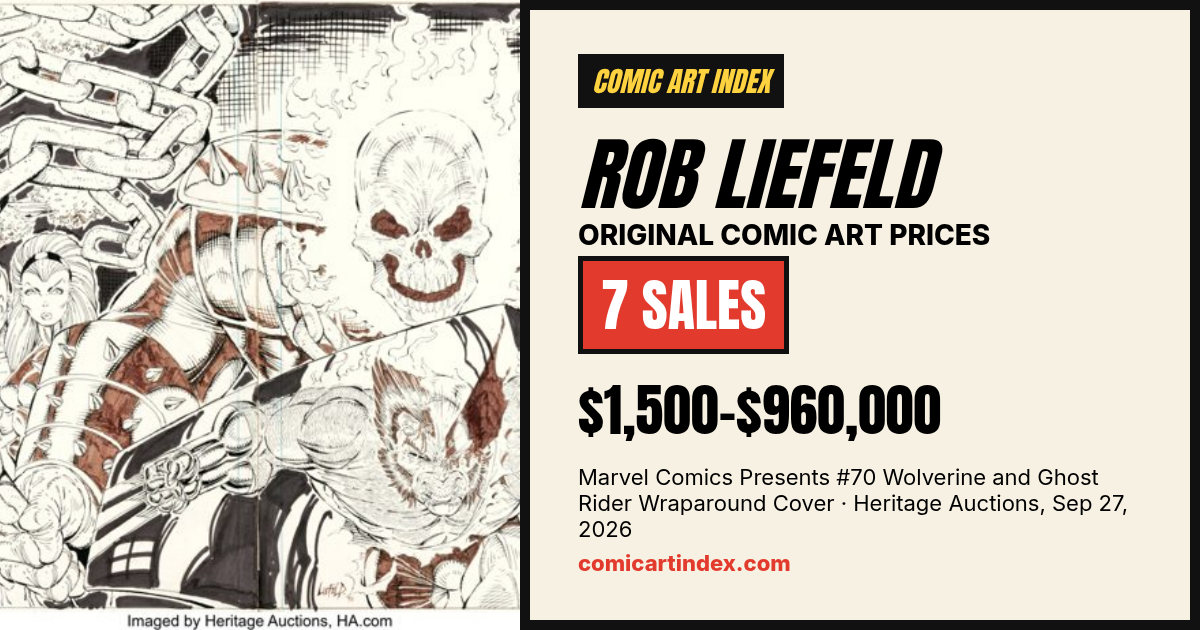 COMIC ART INDEX
ROB LIEFELD
ORIGINAL COMIC ART PRICES
7 SALES
$1,500-$960,000
Marvel Comics Presents #70 Wolverine and Ghost
Rider Wraparound Cover · Heritage Auctions, Sep 27,
2026
comicartindex.com
Liefeld
Imaged by Heritage Auctions, HA.com